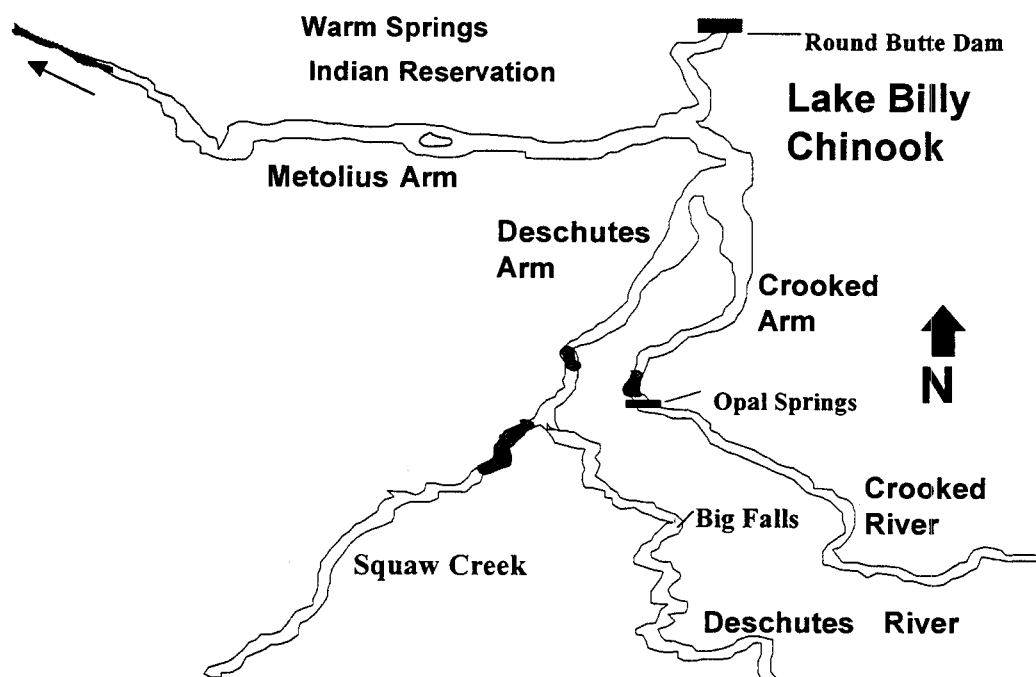 Warm Springs
Indian Reservation
Round Butte Dam
Lake Billy
Chinook
Metolius Arm
Deschutes
Arm
Crooked
Arm
N
Opal Springs
Crooked
River
Big Falls
Squaw Creek
Deschutes River